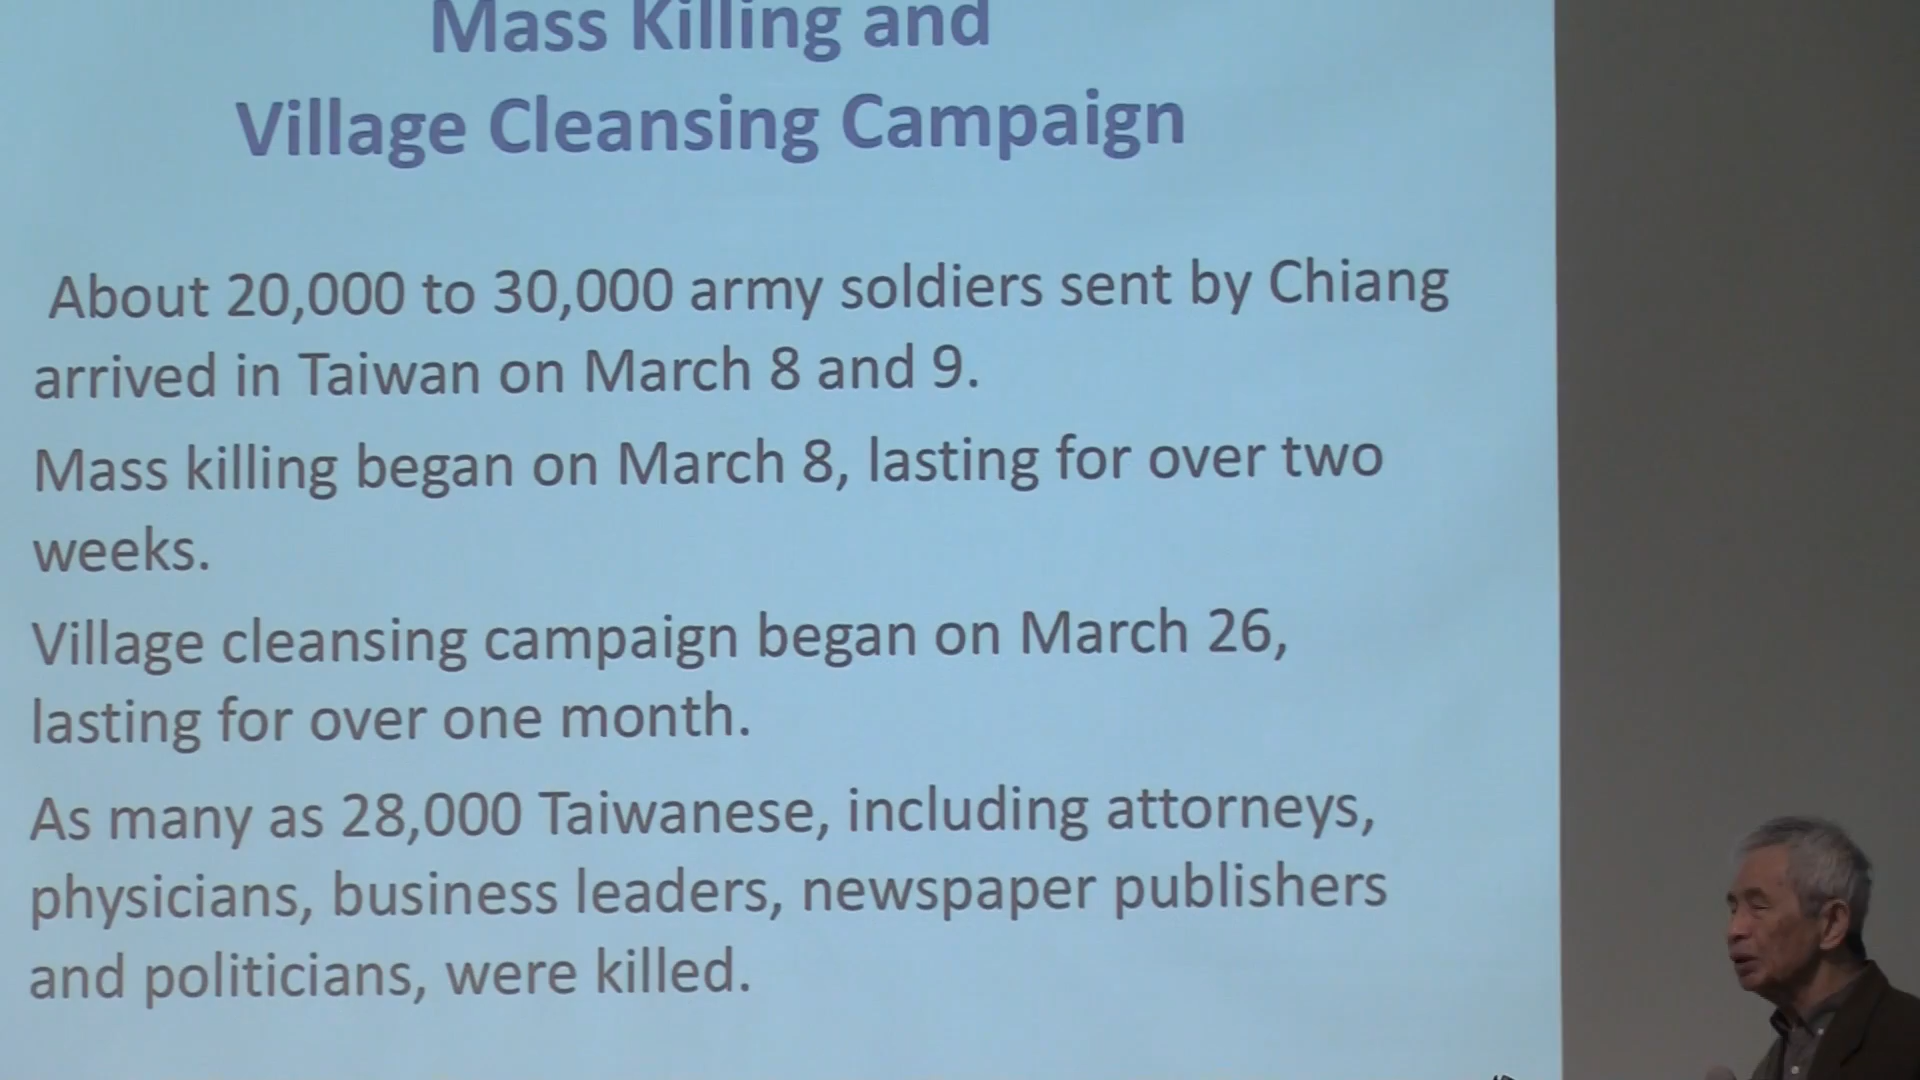 Mass Killing and
Village Cleansing Campaign
About 20,000 to 30,000 army soldiers sent by Chiang
arrived in Taiwan on March 8 and 9.
Mass killing began on March 8, lasting for over two
weeks.
Village cleansing campaign began on March 26,
lasting for over one month.
As many as 28,000 Taiwanese, including attorneys,
physicians, business leaders, newspaper publishers
and politicians, were killed.